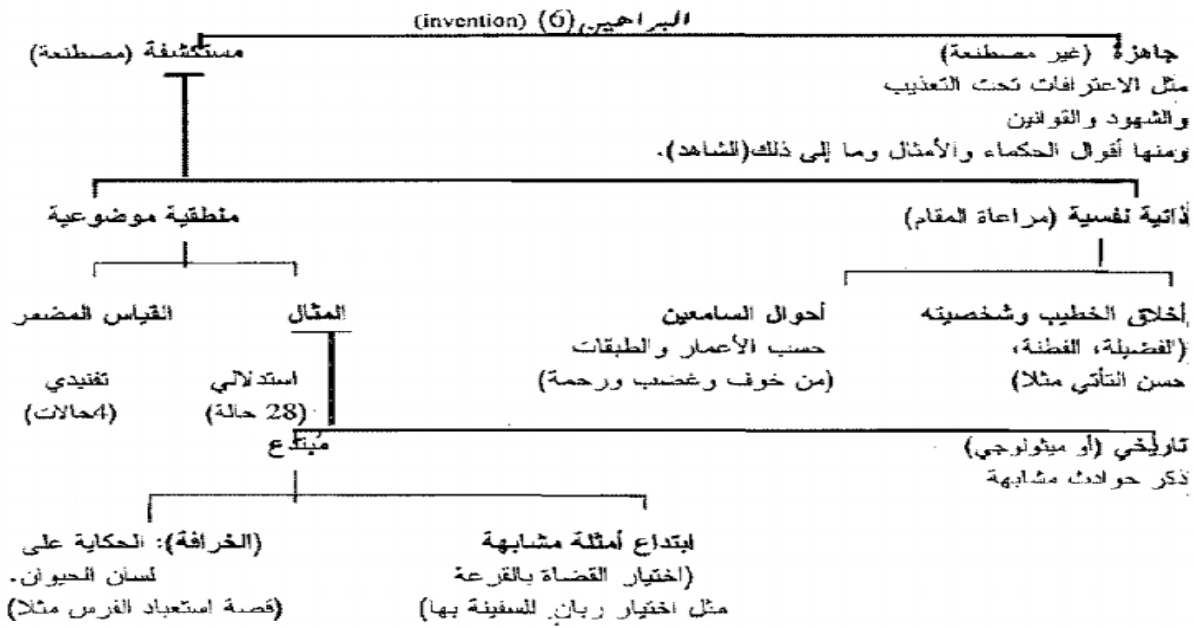 البراهين (6) (invention)
جاهزة (غير مصطنعة)
مثل الاعترافات تحت التعذيب
والشهود والقوانين
ومنها أقوال الحكماء والأمثال وما إلى ذلك(الشاهد).
مستكشفة (مصطنعة)
ذاتية نفسية (مراعاة المقام)
منطقية موضوعية
أخلاق الخطيب وشخصيته
(الفضيلة، الفطنة،
حسن التأتي مثلا)
أحوال السامعين
حسب الأعمار والطبقات
(من خوف وغضب ورحمة)
المثال
القياس المضمر
استدلالي
(28 حالة)
تفنيدي
(4حالات)
تاريخي (أو ميثولوجي)
ذكر حوادث مشابهة
مُبتدع
ابتداع أمثلة مشابهة
(اختيار القضاة بالقرعة
مثل اختيار ربان للسفينة بها)
(الخرافة): الحكاية على
لسان الحيوان.
(قصة استعباد الفرس مثلا)